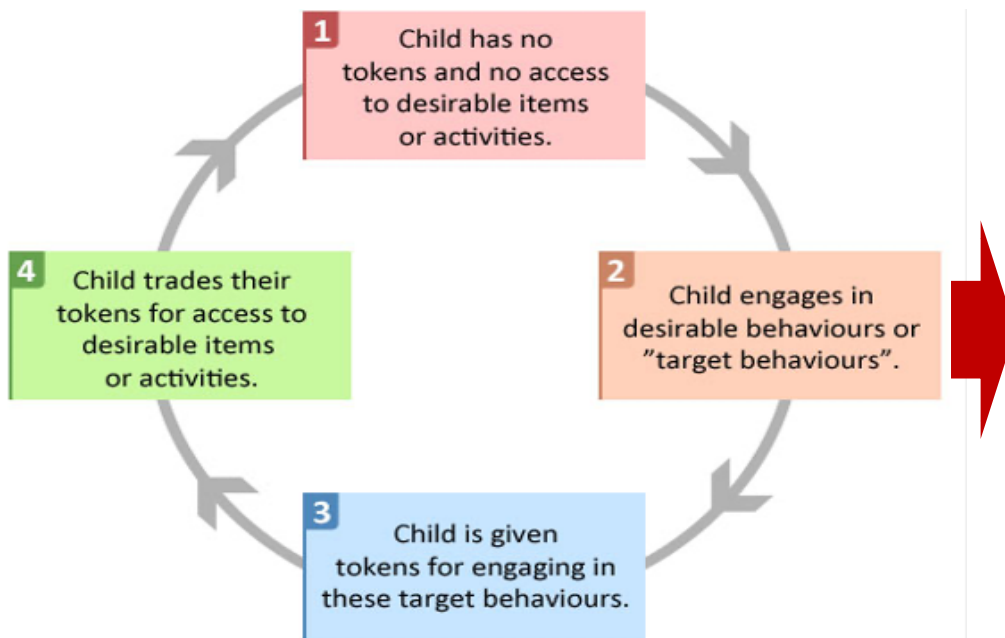 1
Child has no
tokens and no access
to desirable items
or activities.
2
Child engages in
desirable behaviours or
”target behaviours”.
3
Child is given
tokens for engaging in
these target behaviours.
4
Child trades their
tokens for access to
desirable items
or activities.